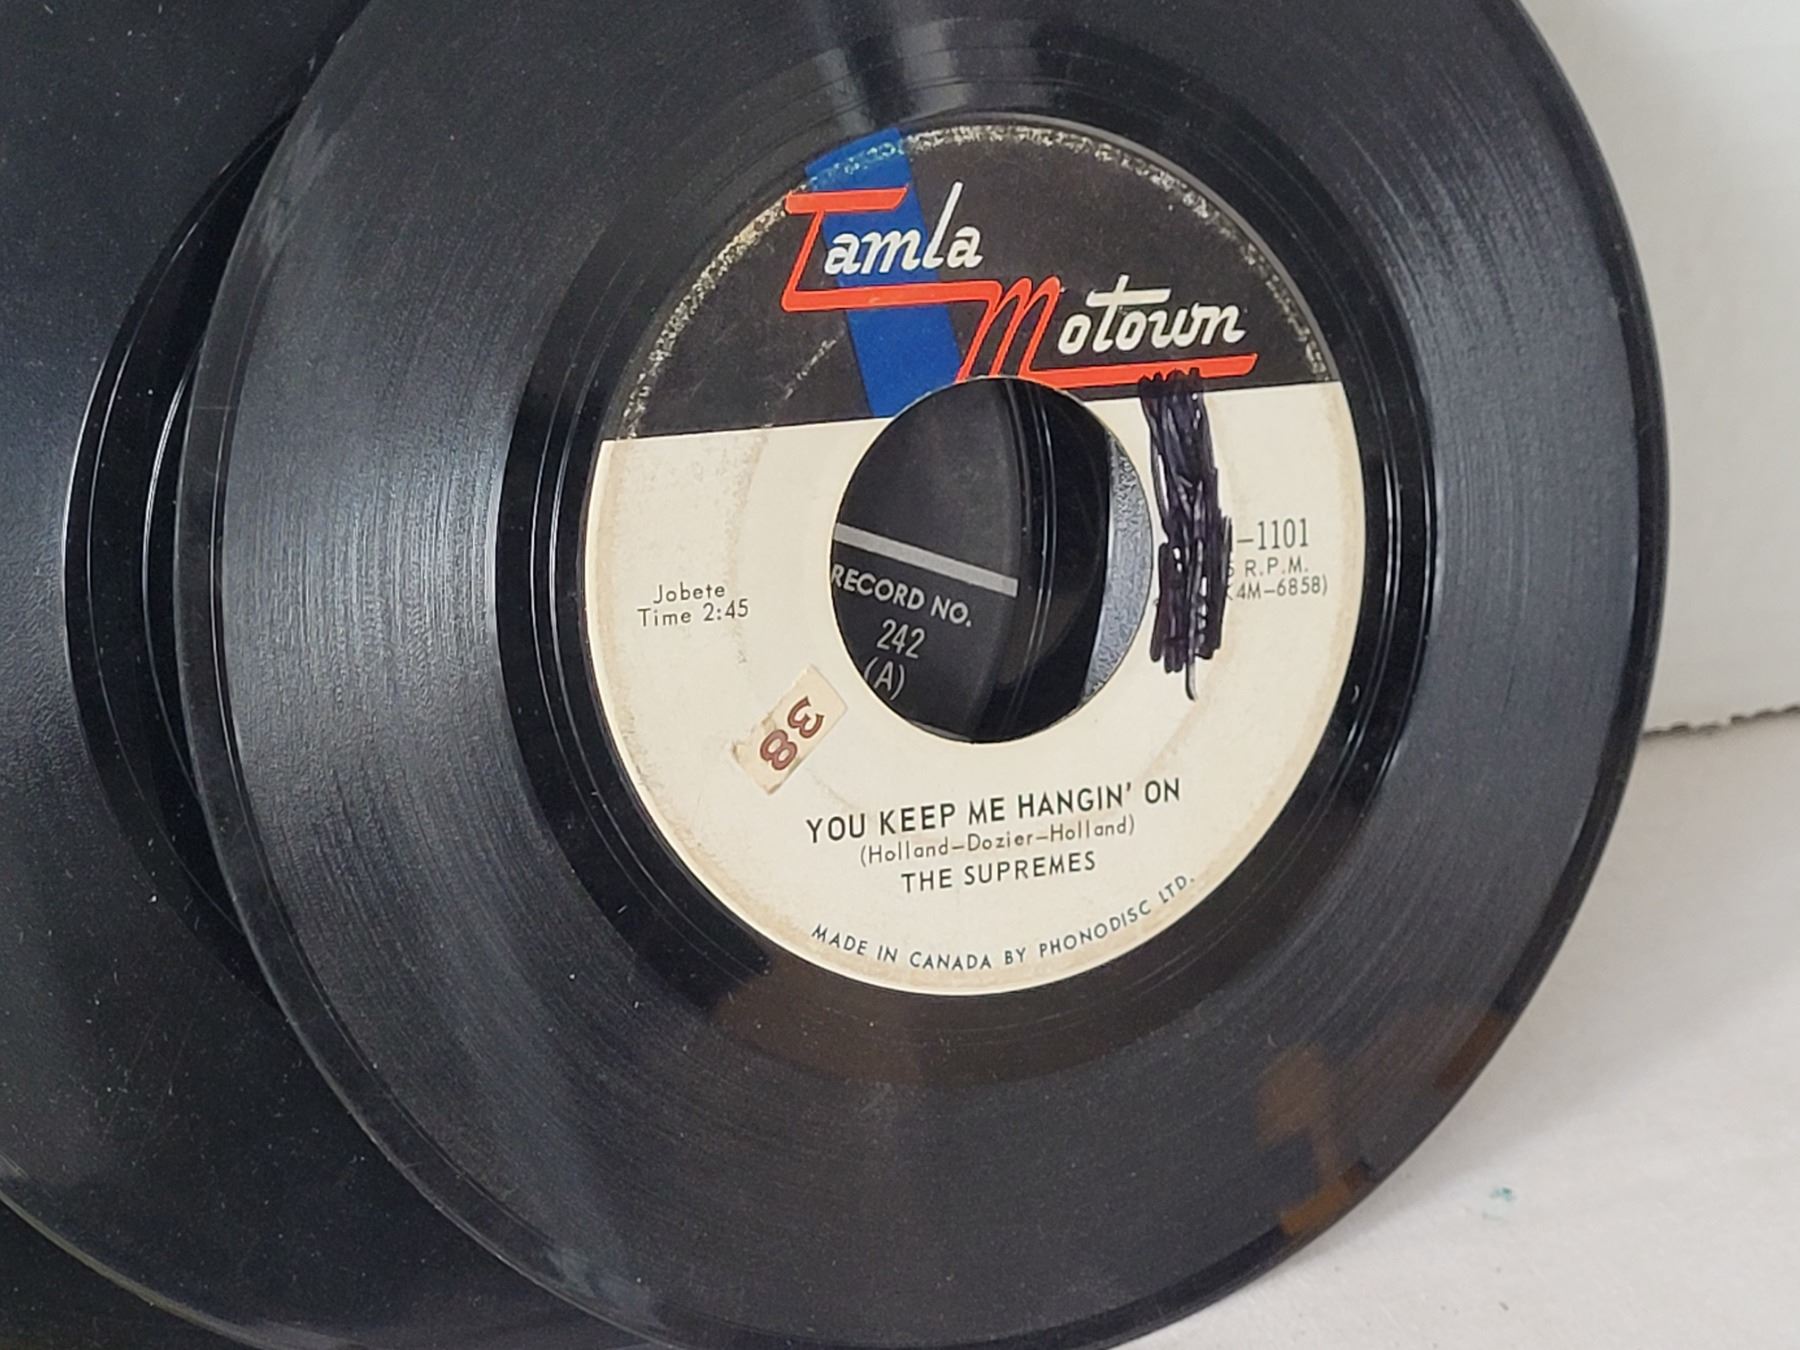 Tamla
Motown
-1101
R.P.M.
4M-6858)
Jobete
Time 2:45
RECORD NO.
242
(A)
38
YOU KEEP ME HANGIN' ON
(Holland-Dozier-Holland)
THE SUPREMES
MADE IN CANADA BY PHONODISC LTD.